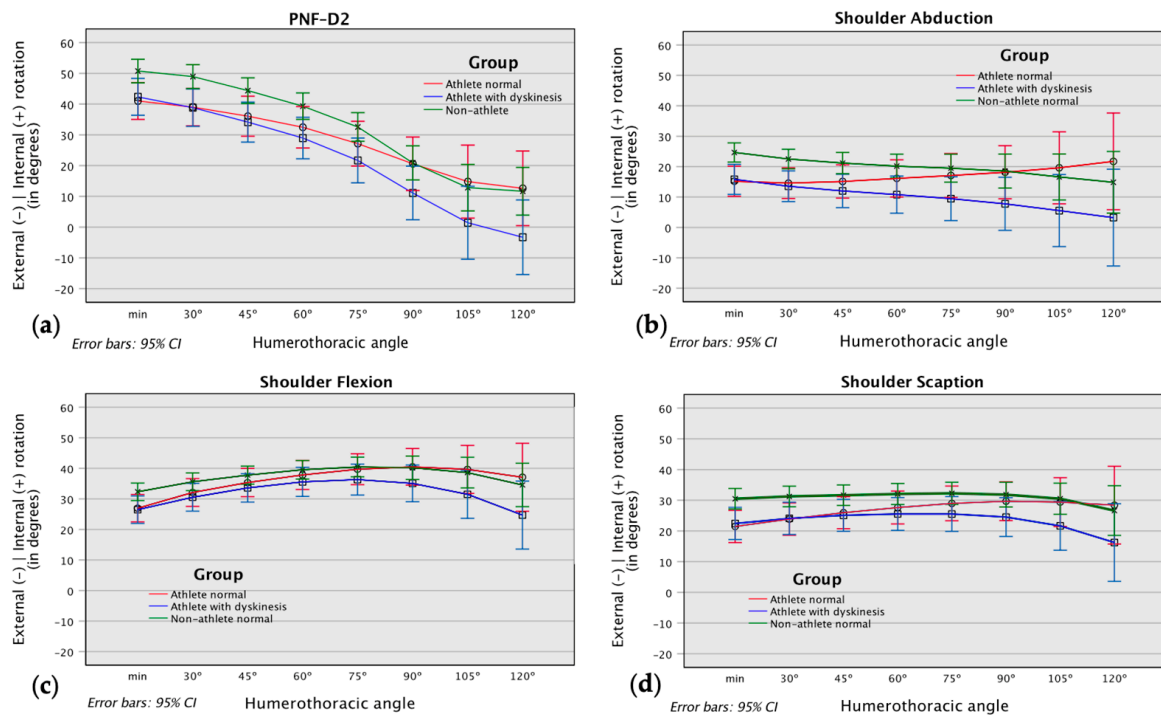 PNF-D2
External (-) | Internal (+) rotation
(in degrees)
60
50
40
30
20
10
0
-10
-20
Group
Athlete normal
Athlete with dyskinesis
Non-athlete
min 30° 45° 60° 75° 90° 105° 120°
(a)
Error bars: 95% CI
Humerothoracic angle
Shoulder Abduction
External (-) | Internal (+) rotation
(in degrees)
60
50
40
30
20
10
0
-10
-20
Group
Athlete normal
Athlete with dyskinesis
Non-athlete normal
min 30° 45° 60° 75° 90° 105° 120°
(b)
Error bars: 95% CI
Humerothoracic angle
Shoulder Flexion
External (-) | Internal (+) rotation
(in degrees)
60
50
40
30
20
10
0
-10
-20
Group
Athlete normal
Athlete with dyskinesis
Non-athlete normal
min 30° 45° 60° 75° 90° 105° 120°
(c)
Error bars: 95% CI
Humerothoracic angle
Shoulder Scaption
External (-) | Internal (+) rotation
(in degrees)
60
50
40
30
20
10
0
-10
-20
Group
Athlete normal
Athlete with dyskinesis
Non-athlete normal
min 30° 45° 60° 75° 90° 105° 120°
(d)
Error bars: 95% CI
Humerothoracic angle